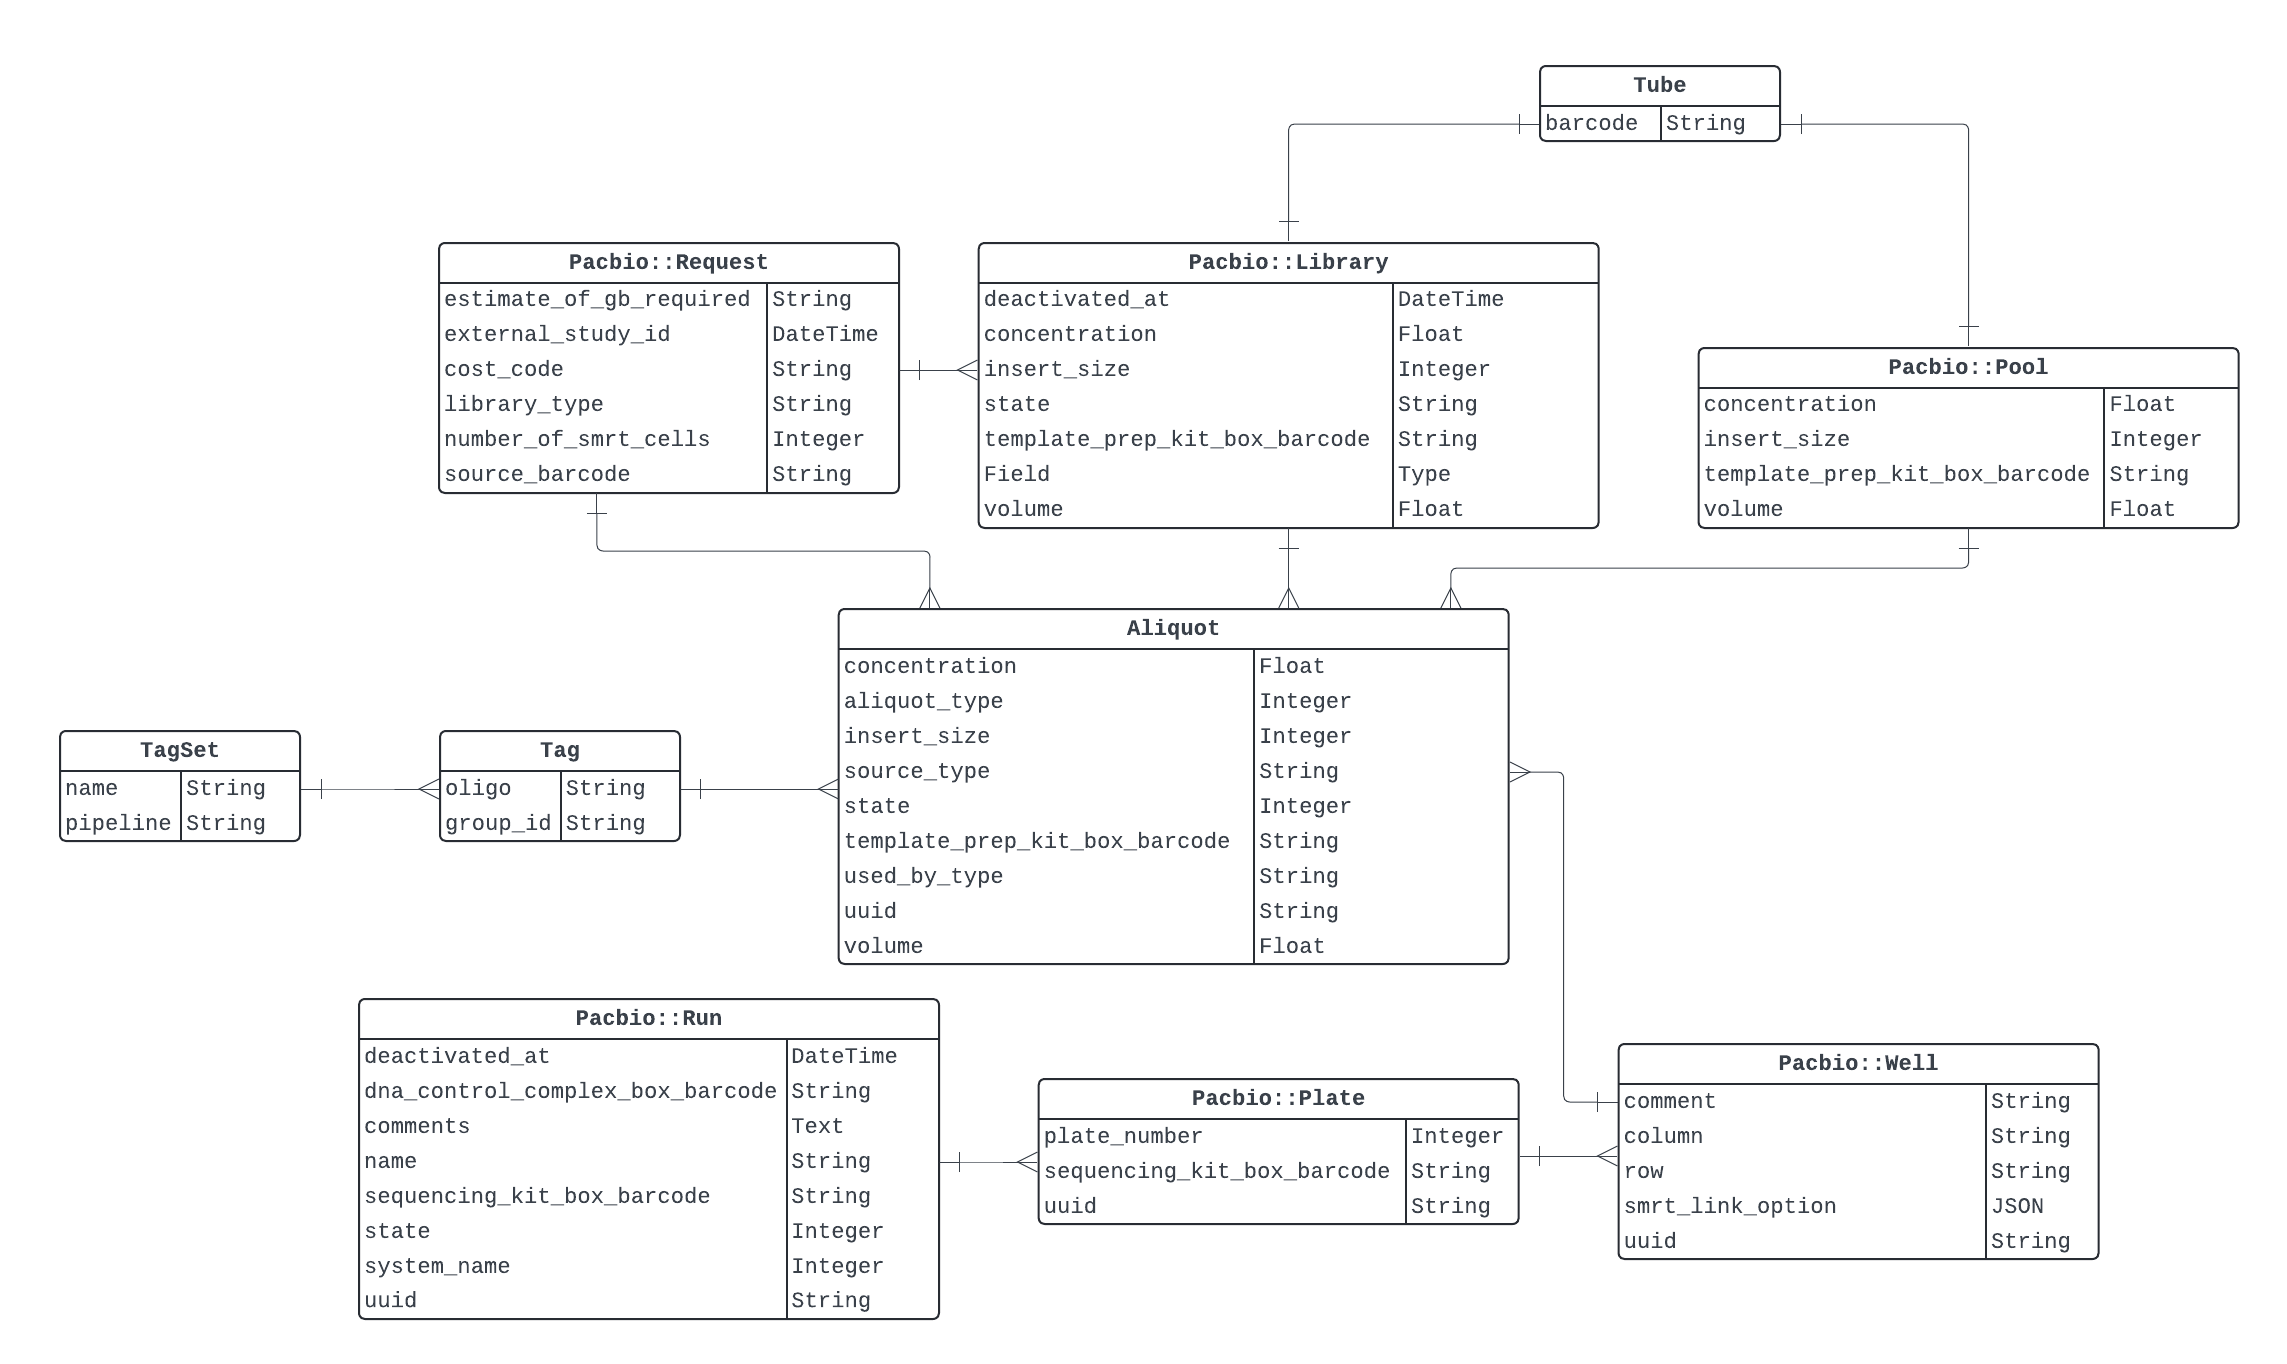 Tube
barcode String
Pacbio::Request
estimate_of_gb_required String
external_study_id DateTime
cost_code String
library_type String
number_of_smrt_cells Integer
source_barcode String
Pacbio::Library
deactivated_at DateTime
concentration Float
insert_size Integer
state String
template_prep_kit_box_barcode String
Field Type
volume Float
Pacbio::Pool
concentration Float
insert_size Integer
template_prep_kit_box_barcode String
volume Float
Aliquot
concentration Float
aliquot_type Integer
insert_size Integer
source_type String
state Integer
template_prep_kit_box_barcode String
used_by_type String
uuid String
volume Float
TagSet
name String
pipeline String
Tag
oligo String
group_id String
Pacbio::Run
deactivated_at DateTime
dna_control_complex_box_barcode String
comments Text
name String
sequencing_kit_box_barcode String
state Integer
system_name Integer
uuid String
Pacbio::Plate
plate_number Integer
sequencing_kit_box_barcode String
uuid String
Pacbio::Well
comment String
column String
row String
smrt_link_option JSON
uuid String